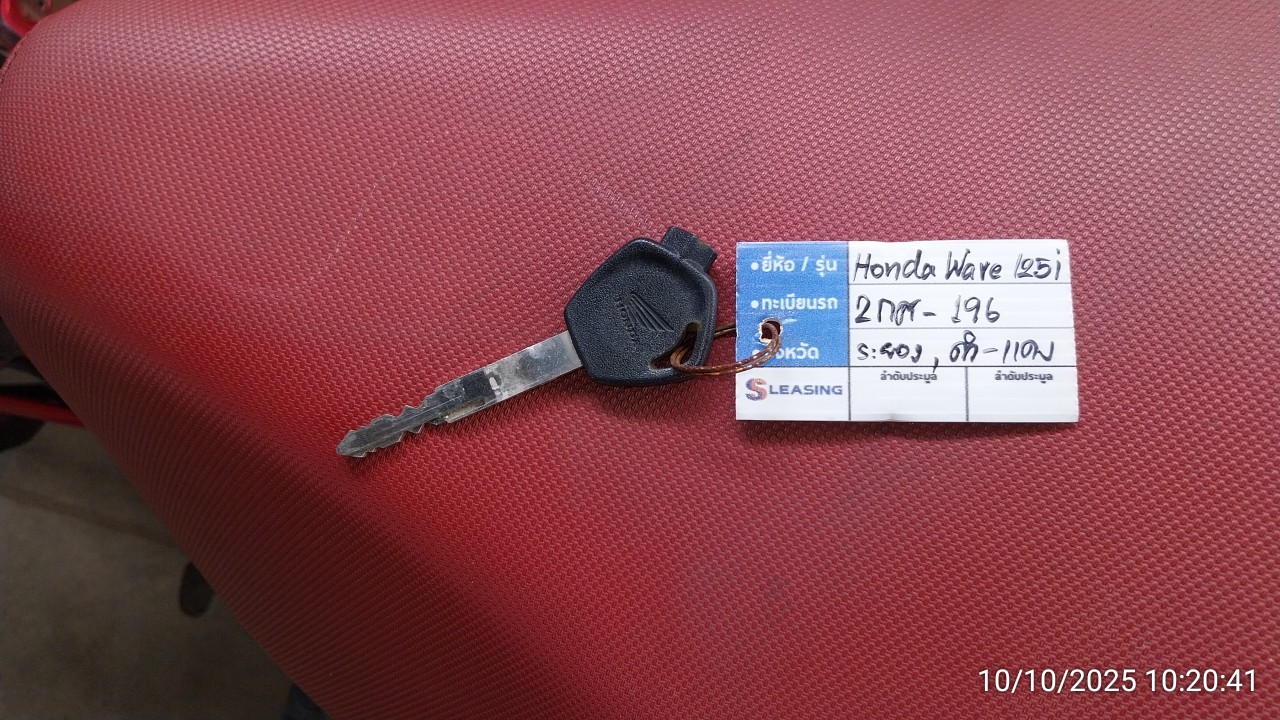 HONDA
•ยี่ห้อ / รุ่น Honda Wave 125i
•ทะเบียนรถ 2กศ - 196
จังหวัด ระยอง, ดำ-แดง
SLEASING ลำดับประมูล ลำดับประมูล
10/10/2025 10:20:41